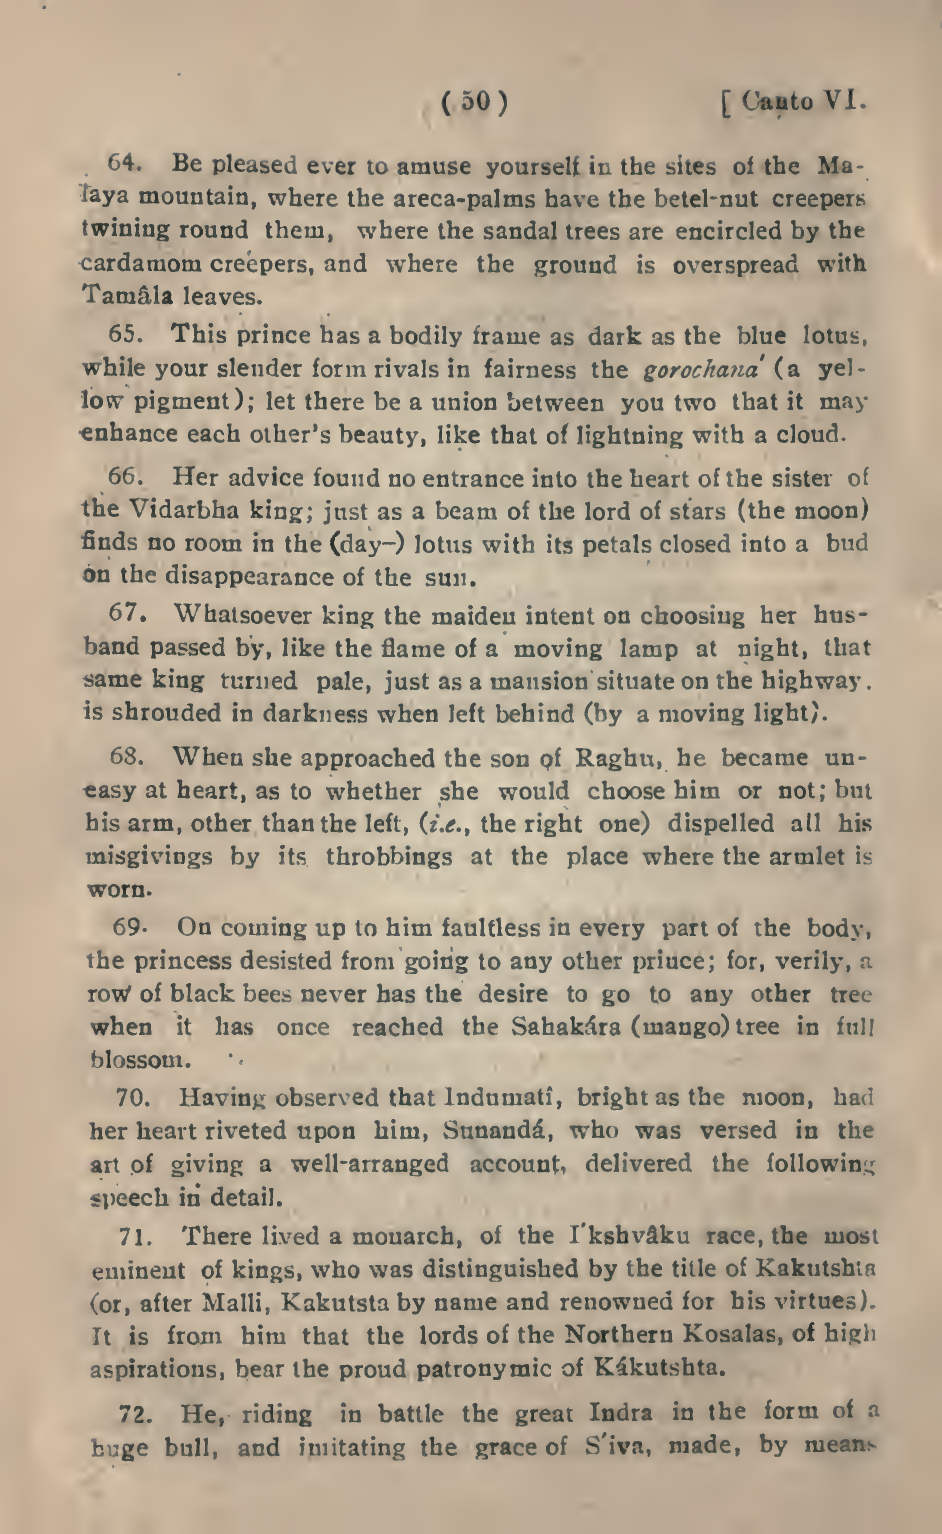 ( 50 ) [ Canto VI.
64. Be pleased ever to amuse yourself in the sites of the Ma-
laya mountain, where the areca-palms have the betel-nut creepers
twining round them, where the sandal trees are encircled by the
cardamom creepers, and where the ground is overspread with
Tamâla leaves.
65. This prince has a bodily frame as dark as the blue lotus,
while your slender form rivals in fairness the gorochaná (a yel-
low pigment); let there be a union between you two that it may
enhance each other's beauty, like that of lightning with a cloud.
66. Her advice found no entrance into the heart of the sister of
the Vidarbha king; just as a beam of the lord of stars (the moon)
finds no room in the (day-) lotus with its petals closed into a bud
on the disappearance of the sun.
67. Whatsoever king the maiden intent on choosing her hus-
band passed by, like the flame of a moving lamp at night, that
same king turned pale, just as a mansion situate on the highway.
is shrouded in darkness when left behind (by a moving light).
68. When she approached the son of Raghu, he became un-
easy at heart, as to whether she would choose him or not; but
his arm, other than the left, (i.e., the right one) dispelled all his
misgivings by its throbbings at the place where the armlet is
worn.
69. On coming up to him faultless in every part of the body,
the princess desisted from going to any other prince; for, verily, a
row of black bees never has the desire to go to any other tree
when it has once reached the Sahakára (mango) tree in full
blossom.
70. Having observed that Indumatî, bright as the moon, had
her heart riveted upon him, Sunandá, who was versed in the
art of giving a well-arranged account, delivered the following
speech in detail.
71. There lived a monarch, of the I'kshvâku race, the most
eminent of kings, who was distinguished by the title of Kakutshta
(or, after Malli, Kakutsta by name and renowned for his virtues).
It is from him that the lords of the Northern Kosalas, of high
aspirations, bear the proud patronymic of Kákutshta.
72. He, riding in battle the great Indra in the form of a
huge bull, and imitating the grace of S'iva, made, by means